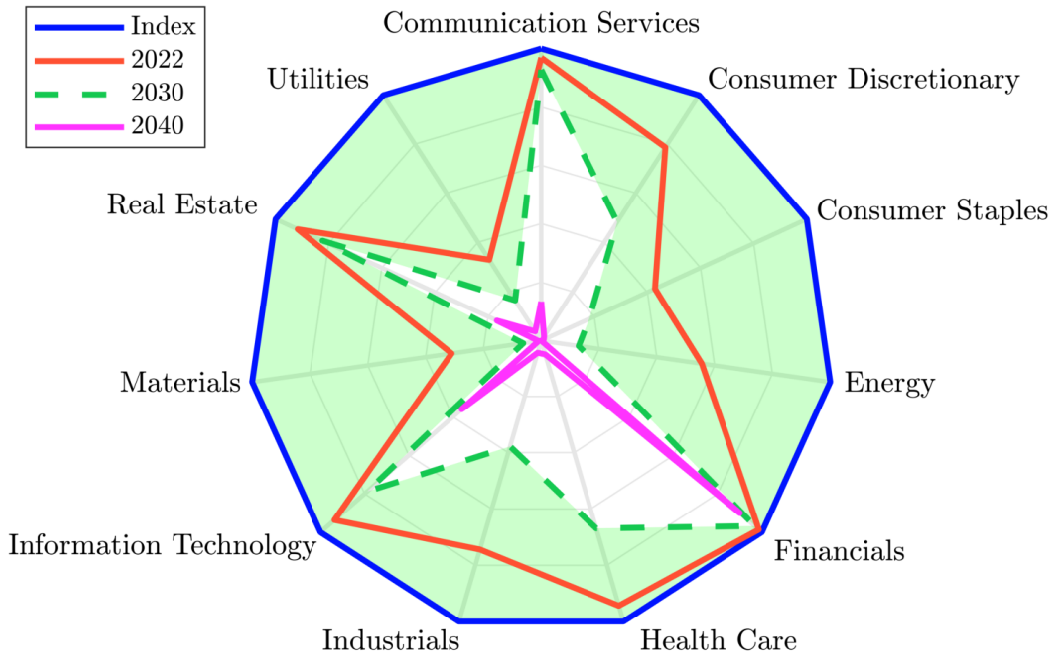 Index
2022
2030
2040
Communication Services
Utilities
Consumer Discretionary
Real Estate
Consumer Staples
Materials
Energy
Information Technology
Financials
Industrials
Health Care